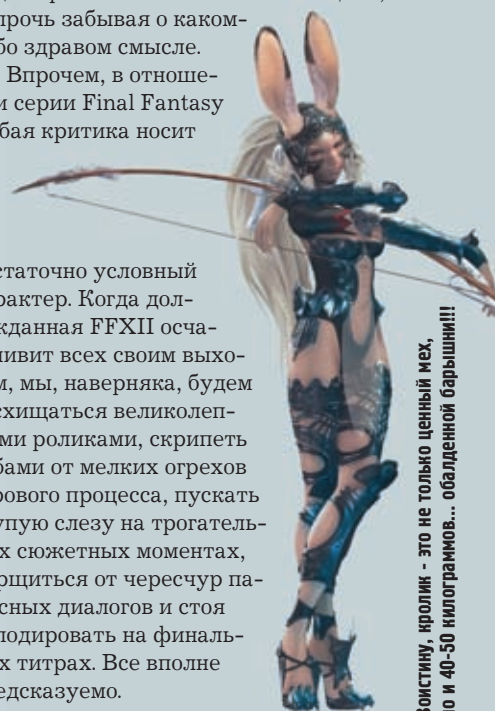 прочь забывая о каком-
бо здравом смысле.
Впрочем, в отноше-
и серии Final Fantasy
бая критика носит
статочно условный
рактер. Когда дол-
жданная FFXII осча-
ливит всех своим выхо-
м, мы, наверняка, будем
схищаться великолеп-
ми роликами, скрипеть
бами от мелких огрехов
рового процесса, пускать
упую слезу на трогатель-
х сюжетных моментах,
рщиться от чересчур па-
сных диалогов и стоя
лодировать на финаль-
х титрах. Все вполне
едсказуемо.
Воистину, кролик - это не только ценный мех,
но и 40-50 килограммов... обалденной барышни!!!